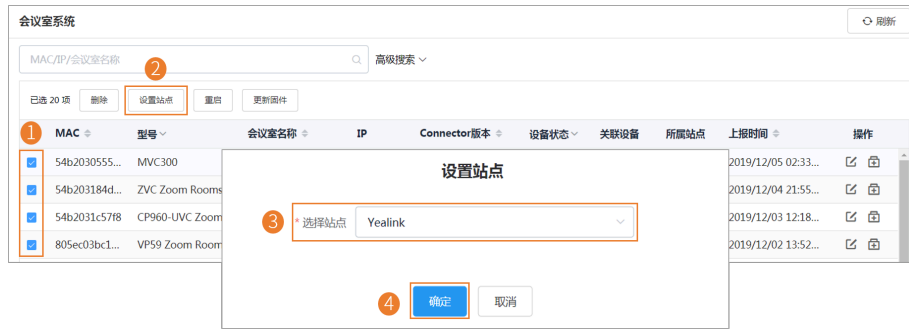 会议室系统
刷新
MAC/IP/会议室名称
高级搜索
2
已选 20 项 删除 设置站点 重启 更新固件
1
MAC 型号 会议室名称 IP Connector版本 设备状态 关联设备 所属站点 上报时间 操作
54b2030555... MVC300 2019/12/05 02:33...
54b203184d... ZVC Zoom Rooms 2019/12/04 21:55...
54b2031c57f8 CP960-UVC Zoom 2019/12/03 12:18...
805ec03bc1... VP59 Zoom Room 2019/12/02 13:52...
设置站点
3 * 选择站点 Yealink
4 确定 取消